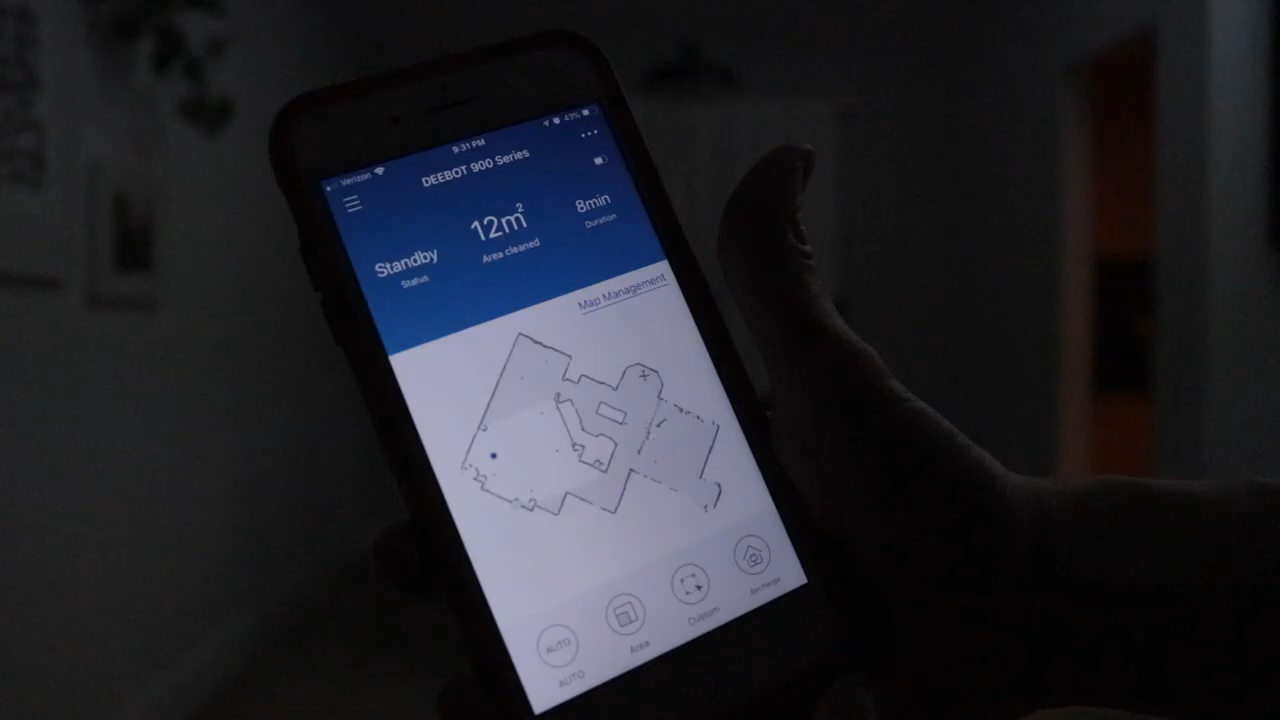 Verizon
9:31 PM
43%
DEEBOT 900 Series
Standby
Status
12m²
Area cleaned
8min
Duration
Map Management
AUTO
AUTO
Area
Custom
Recharge